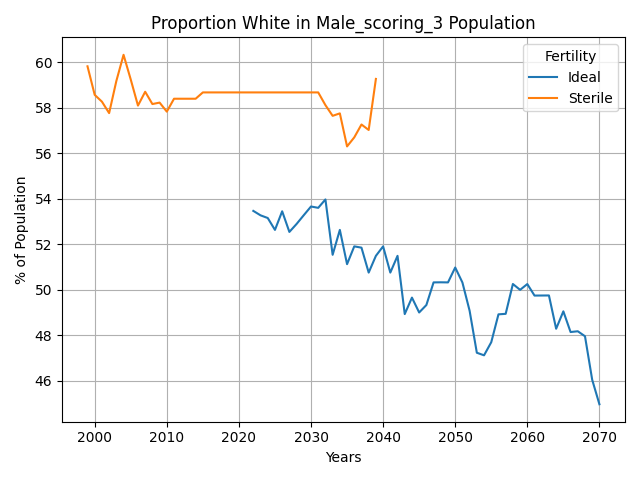 Proportion White in Male_scoring_3 Population
Fertility
Ideal
Sterile
% of Population
60
58
56
54
52
50
48
46
2000 2010 2020 2030 2040 2050 2060 2070
Years